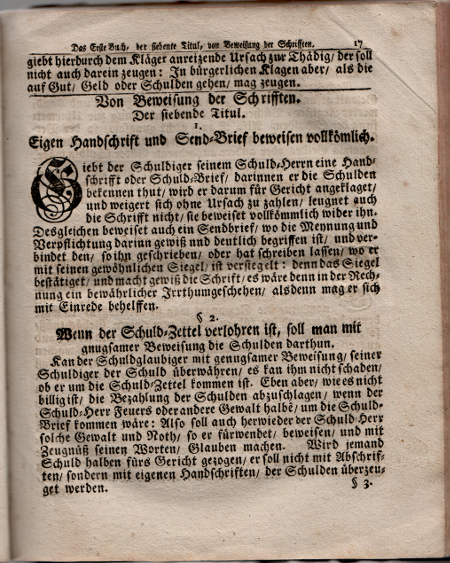 Das Erste Buch, der siebente Titul, von Beweisung der Schrifften. 17
giebt hierdurch dem Kläger anreitzende Ursach zur Thädig/ der soll
nicht auch darein zeugen: In bürgerlichen Klagen aber/ als die
auf Gut/ Geld oder Schulden gehen/ mag zeugen.
Von Beweisung der Schrifften.
Der siebende Titul.
1.
Eigen Handschrift und Send-Brief beweisen vollkömlich.
Giebt der Schuldiger seinem Schuld-Herrn eine Hand-
schrifft oder Schuld-Brief/ darinnen er die Schulden
bekennen thut/ wird er darum für Gericht angeklaget/
und weigert sich ohne Ursach zu zahlen/ leugnet auch
die Schrifft nicht/ sie beweiset vollkömmlich wider ihn.
Desgleichen beweiset auch ein Sendbrief/ wo die Meynung und
Verpflichtung darinn gewiß und deutlich begriffen ist/ und ver-
bindet den/ so ihn geschrieben/ oder hat schreiben lassen/ wo er
mit seinen gewöhnlichen Siegel/ ist versiegelt: denn das Siegel
bestätiget/ und macht gewiß die Schrift/ es wäre denn in der Rech-
nung ein bewährlicher Irrthum geschehen/ alsdenn mag er sich
mit Einrede behelffen.
§ 2.
Wenn der Schuld-Zettel verlohren ist, soll man mit
gnugsamer Beweisung die Schulden darthun.
Kan der Schuldglaubiger mit genugsamer Beweisung/ seiner
Schuldiger der Schuld überwähren/ es kan ihm nicht schaden/
ob er um die Schuld-Zettel kommen ist. Eben aber/ wie es nicht
billig ist/ die Bezahlung der Schulden abzuschlagen/ wenn der
Schuld-Herr Feuers oder andere Gewalt halbe/ um die Schuld-
Brief kommen wäre: Also soll auch herwieder der Schuld Herr
solche Gewalt und Noth/ so er fürwendet/ beweisen/ und mit
Zeugnüß seinen Worten/ Glauben machen. Wird jemand
Schuld halben fürs Gericht gezogen/ er soll nicht mit Abschrif-
ten/ sondern mit eigenen Handschriften/ der Schulden überzeu-
get werden.
§ 3.